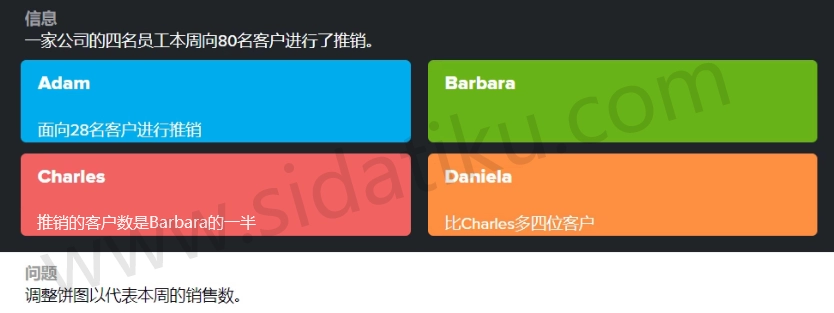 信息
一家公司的四名员工本周向80名客户进行了推销。
Adam
面向28名客户进行推销
Barbara
Charles
推销的客户数是Barbara的一半
Daniela
比Charles多四位客户
问题
调整饼图以代表本周的销售数。
www.sidatiku.com